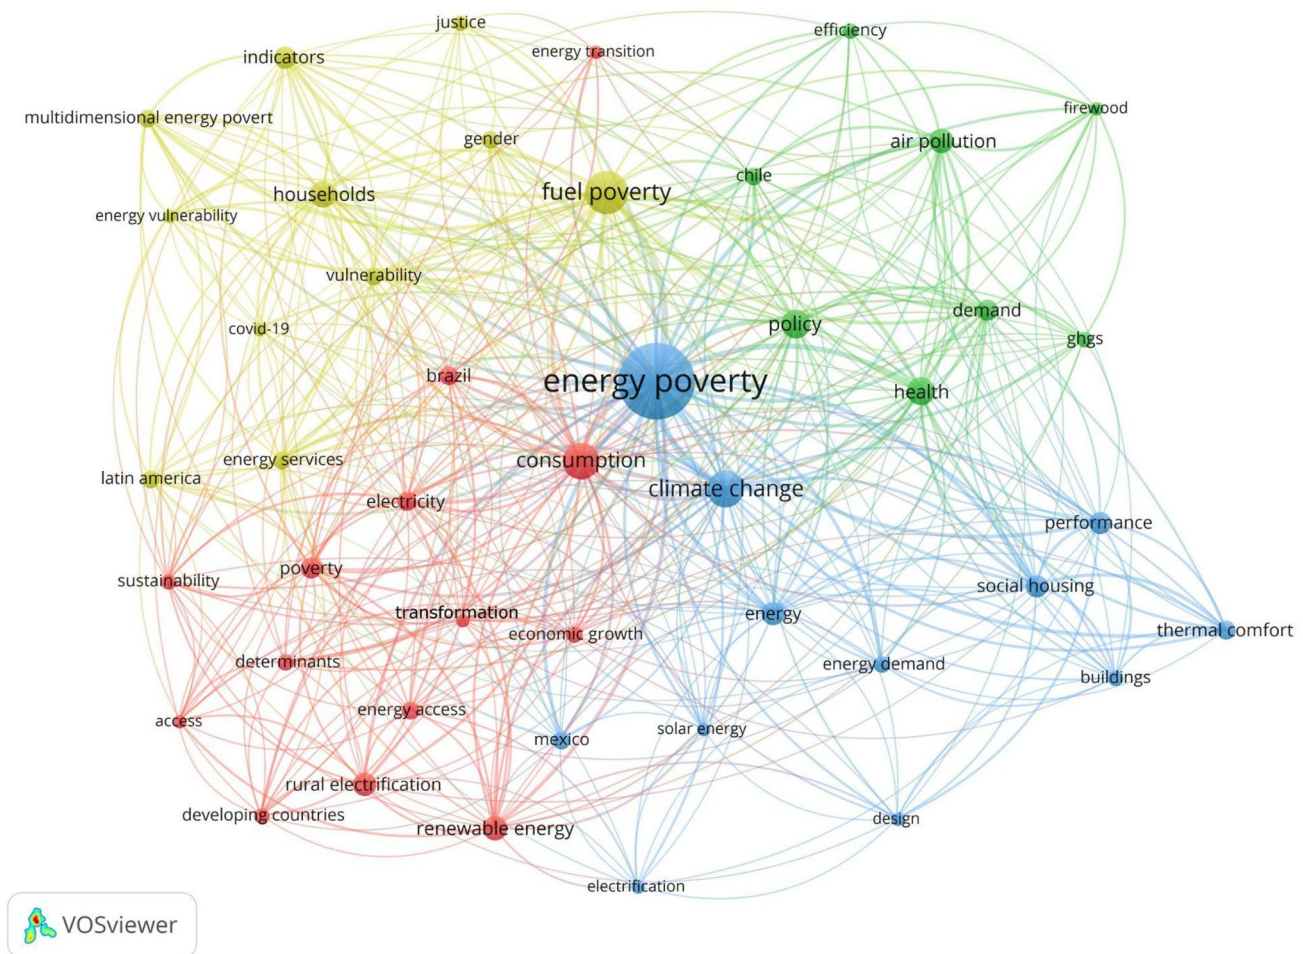 justice
efficiency
energy transition
indicators
firewood
multidimensional energy povert
gender
air pollution
chile
households
fuel poverty
energy vulnerability
vulnerability
demand
policy
covid-19
ghgs
brazil
energy poverty
health
energy services
consumption
latin america
climate change
electricity
performance
poverty
sustainability
social housing
transformation
energy
economic growth
thermal comfort
determinants
energy demand
buildings
energy access
access
solar energy
mexico
rural electrification
developing countries
design
renewable energy
electrification
VOSviewer